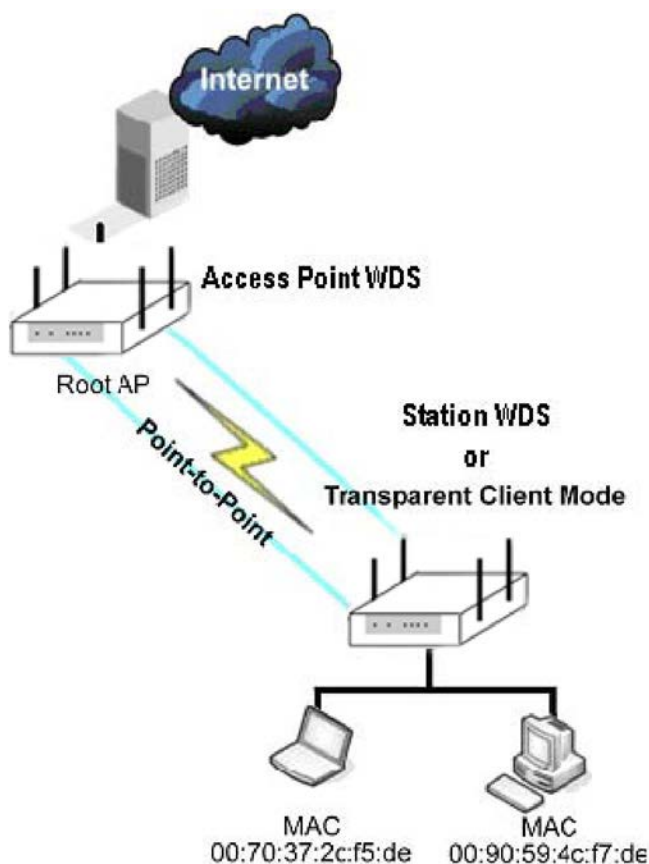 Internet
Access Point WDS
Root AP
Point-to-Point
Station WDS
or
Transparent Client Mode
MAC
00:70:37:2c:f5:de
MAC
00:90:59:4c:f7:de